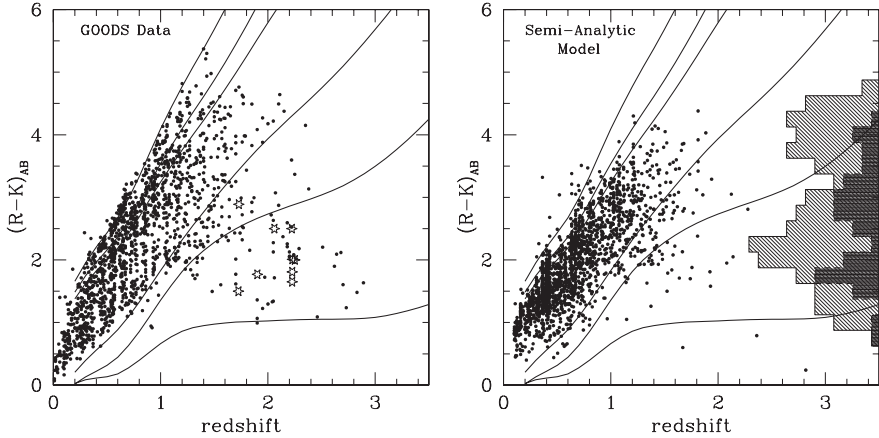 GOODS Data
6
4
2
0
(R-K)AB
0
1
2
3
redshift
Semi-Analytic
Model
6
4
2
0
(R-K)AB
0
1
2
3
redshift